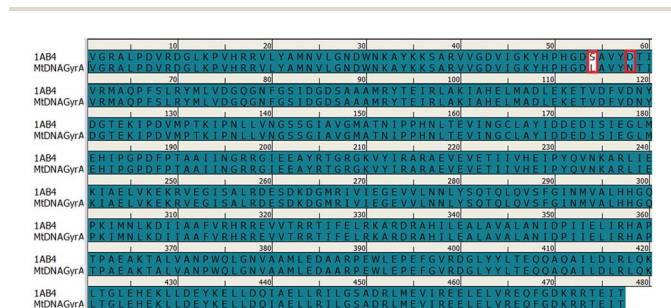 10 20 30 40 50 60
1AB4 VGRALPDVRDGLKPVHRRVLYAMNVLGNDWNKAYKKSARVVGDVIGKYHPHGDSAVYDTI
MtDNAGyrA VGRALPDVRDGLKPVHRRVLYAMNVLGNDWNKAYKKSARVVGDVIGKYHPHGDLAVYNTI
70 80 90 100 110 120
1AB4 VRMAQPFSLRYMLVDGQGNFGSIDGDSAAAMRYTEIRLAKIAHELMADLEKETVDFVDNY
MtDNAGyrA VRMAQPFSLRYMLVDGQGNFGSIDGDSAAAMRYTEIRLAKIAHELMADLEKETVDFVDNY
130 140 150 160 170 180
1AB4 DGTEKIPDVMPTKIPNLLVNGSSGIAVGMATNIPPHNLTEVINGCLAYIDDEDISIEGLM
MtDNAGyrA DGTEKIPDVMPTKIPNLLVNGSSGIAVGMATNIPPHNLTEVINGCLAYIDDEDISIEGLM
190 200 210 220 230 240
1AB4 EHIPGPDFPTAAIINGRRGIEEAYRTGRGKVYIRARAEVEVETIIVHEIPYQVNKARLIE
MtDNAGyrA EHIPGPDFPTAAIINGRRGIEEAYRTGRGKVYIRARAEVEVETIIVHEIPYQVNKARLIE
250 260 270 280 290 300
1AB4 KIAELVKEKRVEGISALRDESDKDGMRIVIEGEVVLNNLYSQTQLQVSFGINMVALHHGQ
MtDNAGyrA KIAELVKEKRVEGISALRDESDKDGMRIVIEGEVVLNNLYSQTQLQVSFGINMVALHHGQ
310 320 330 340 350 360
1AB4 PKIMNLKDIIAAFVRHRREVVTRRTIFELRKARDRAHILEALAVALANIDPIIELIRHAP
MtDNAGyrA PKIMNLKDIIAAFVRHRREVVTRRTIFELRKARDRAHILEALAVALANIDPIIELIRHAP
370 380 390 400 410 420
1AB4 TPAEAKTALVANPWQLGNVAAMLEDAARPEWLEPEFGVRDGLYYLTEQQAQAILDLRLQK
MtDNAGyrA TPAEAKTALVANPWQLGNVAAMLEDAARPEWLEPEFGVRDGLYYLTEQQAQAILDLRLQK
430 440 450 460 470 480
1AB4 LTGLEHEKLLDEYKELLDQIAELLRILGSADRLMEVIREELELVREQFGDKRRTEIT
MtDNAGyrA LTGLEHEKLLDEYKELLDQIAELLRILGSADRLMEVIREELELVREQFGDKRRTEIT